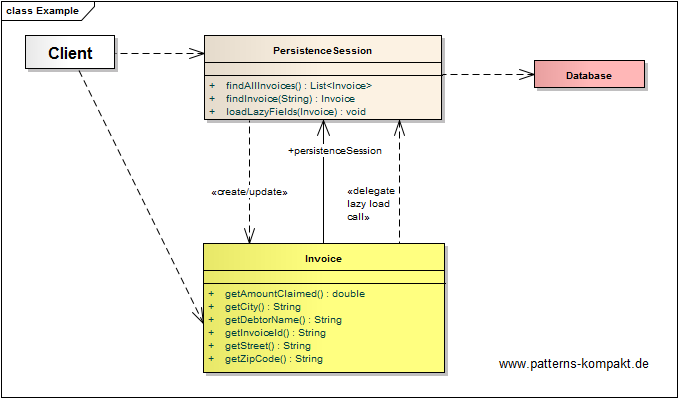 class Example
Client
PersistenceSession
+ findAllInvoices() : List<Invoice>
+ findInvoice(String) : Invoice
+ loadLazyFields(Invoice) : void
Database
+persistenceSession
«create/update»
«delegate
lazy load
call»
Invoice
+ getAmountClaimed() : double
+ getCity() : String
+ getDebtorName() : String
+ getInvoiceId() : String
+ getStreet() : String
+ getZipCode() : String
www.patterns-kompakt.de